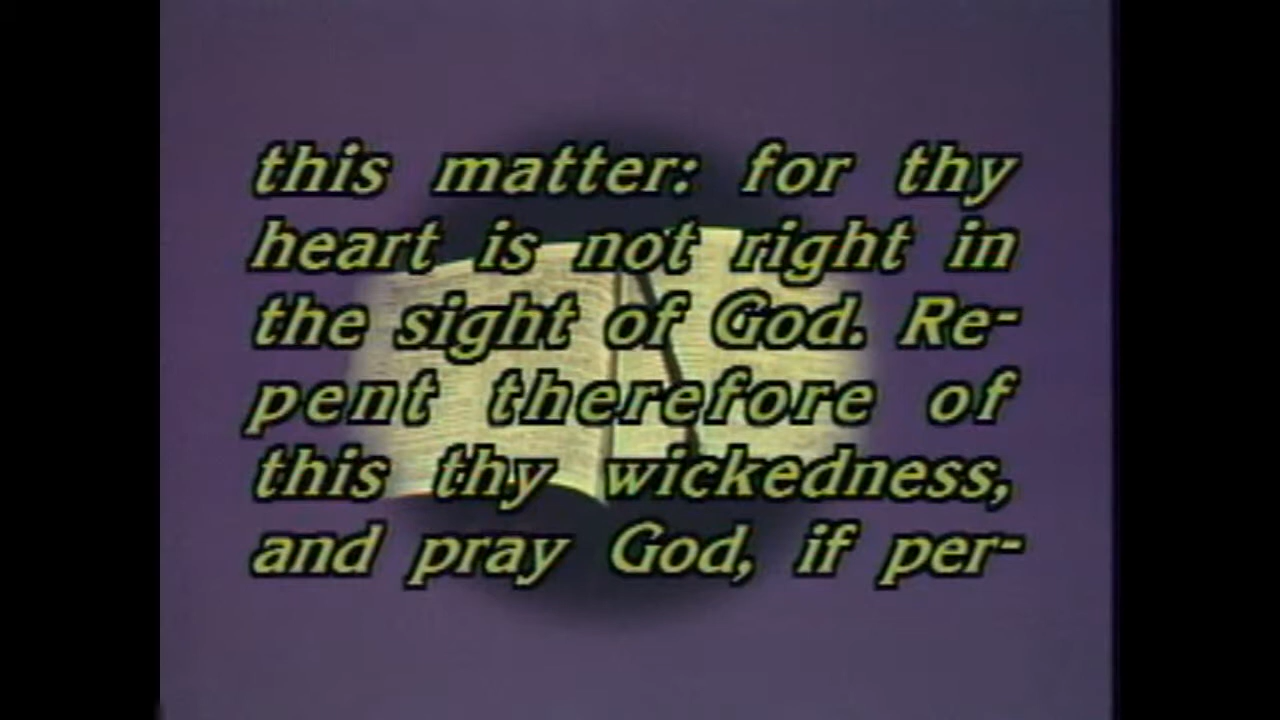 this matter: for thy
heart is not right in
the sight of God. Re-
pent therefore of
this thy wickedness,
and pray God, if per-